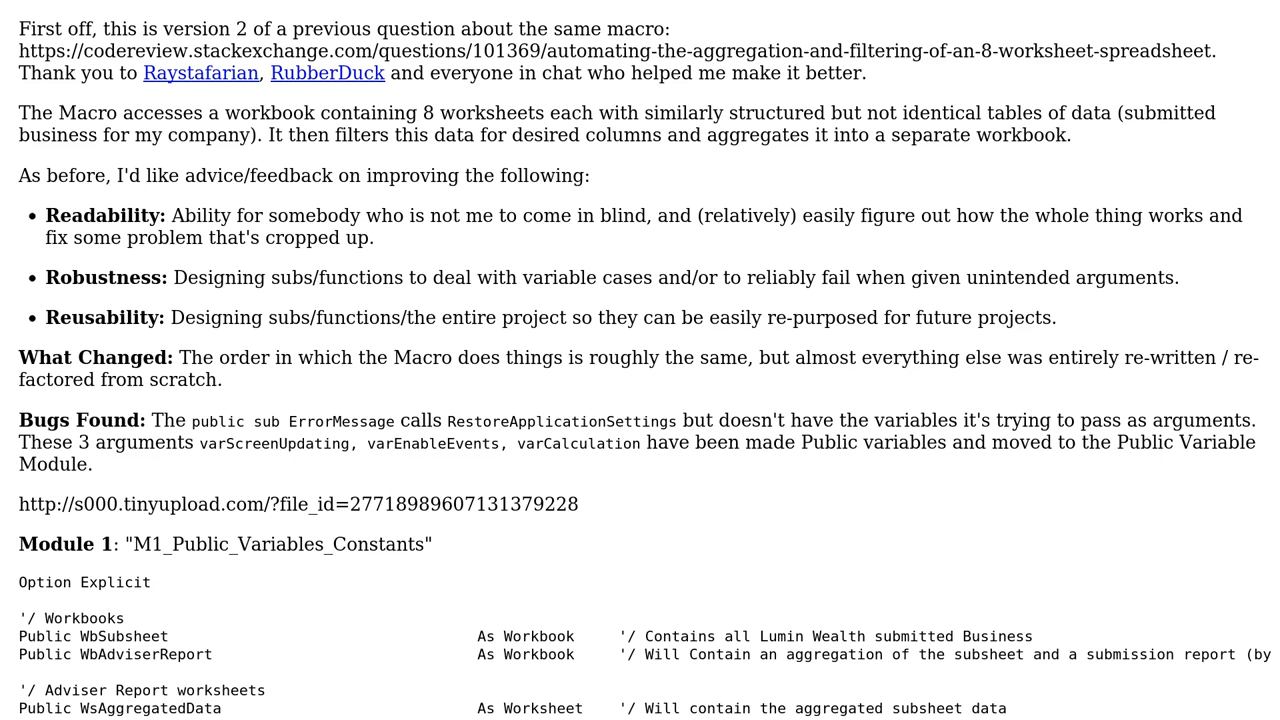 First off, this is version 2 of a previous question about the same macro:
https://codereview.stackexchange.com/questions/101369/automating-the-aggregation-and-filtering-of-an-8-worksheet-spreadsheet.
Thank you to Raystafarian, RubberDuck and everyone in chat who helped me make it better.
The Macro accesses a workbook containing 8 worksheets each with similarly structured but not identical tables of data (submitted
business for my company). It then filters this data for desired columns and aggregates it into a separate workbook.
As before, I'd like advice/feedback on improving the following:
• Readability: Ability for somebody who is not me to come in blind, and (relatively) easily figure out how the whole thing works and
fix some problem that's cropped up.
• Robustness: Designing subs/functions to deal with variable cases and/or to reliably fail when given unintended arguments.
• Reusability: Designing subs/functions/the entire project so they can be easily re-purposed for future projects.
What Changed: The order in which the Macro does things is roughly the same, but almost everything else was entirely re-written / re-
factored from scratch.
Bugs Found: The public sub ErrorMessage calls RestoreApplicationSettings but doesn't have the variables it's trying to pass as arguments.
These 3 arguments varScreenUpdating, varEnableEvents, varCalculation have been made Public variables and moved to the Public Variable
Module.
http://s000.tinyupload.com/?file_id=27718989607131379228
Module 1: "M1_Public_Variables_Constants"
Option Explicit
'/ Workbooks
Public WbSubsheet As Workbook '/ Contains all Lumin Wealth submitted Business
Public WbAdviserReport As Workbook '/ Will Contain an aggregation of the subsheet and a submission report (by
'/ Adviser Report worksheets
Public WsAggregatedData As Worksheet '/ Will contain the aggregated subsheet data